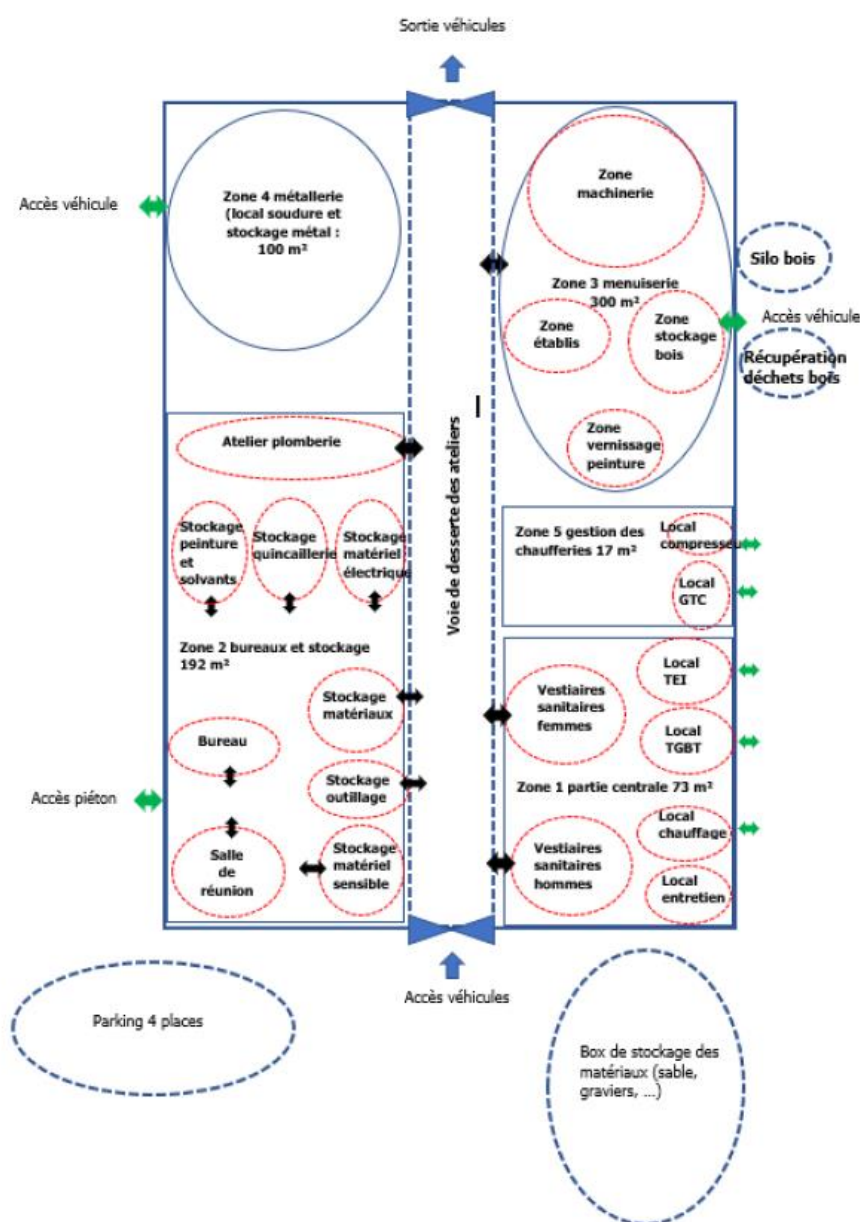 Sortie véhicules
Accès véhicule
Zone 4 métallerie
(local soudure et
stockage métal :
100 m²
Zone
machinerie
Silo bois
Zone 3 menuiserie
300 m²
Accès véhicule
Zone
établis
Zone
stockage
bois
Récupération
déchets bois
Zone
vernissage
peinture
Voie de desserte des ateliers
Atelier plomberie
Stockage
peinture
et
solvants
Stockage
quincaillerie
Stockage
matériel
électrique
Zone 5 gestion des
chaufferies 17 m²
Local
compresseu
Local
GTC
Zone 2 bureaux et stockage
192 m²
Local
TEI
Vestiaires
sanitaires
femmes
Stockage
matériaux
Local
TGBT
Bureau
Stockage
outillage
Zone 1 partie centrale 73 m²
Accès piéton
Local
chauffage
Salle
de
réunion
Stockage
matériel
sensible
Vestiaires
sanitaires
hommes
Local
entretien
Accès véhicules
Parking 4 places
Box de stockage des
matériaux (sable,
graviers, ...)